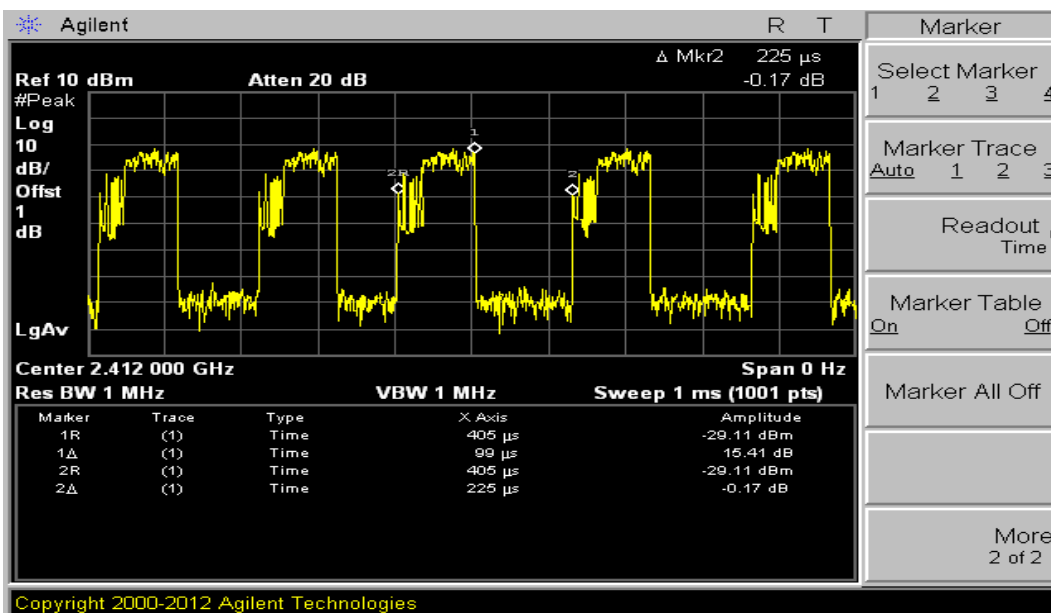 Agilent R T
Δ Mkr2 225 µs
Ref 10 dBm Atten 20 dB -0.17 dB
#Peak
Log
10
dB/
Offst
1
dB
LgAv
1
2R
2
Center 2.412 000 GHz Span 0 Hz
Res BW 1 MHz VBW 1 MHz Sweep 1 ms (1001 pts)
Marker Trace Type X Axis Amplitude
1R (1) Time 405 µs -29.11 dBm
1Δ (1) Time 99 µs 15.41 dB
2R (1) Time 405 µs -29.11 dBm
2Δ (1) Time 225 µs -0.17 dB
Copyright 2000-2012 Agilent Technologies
Marker
Select Marker
1 2 3 4
Marker Trace
Auto 1 2 3
Readout
Time
Marker Table
On Off
Marker All Off
More
2 of 2